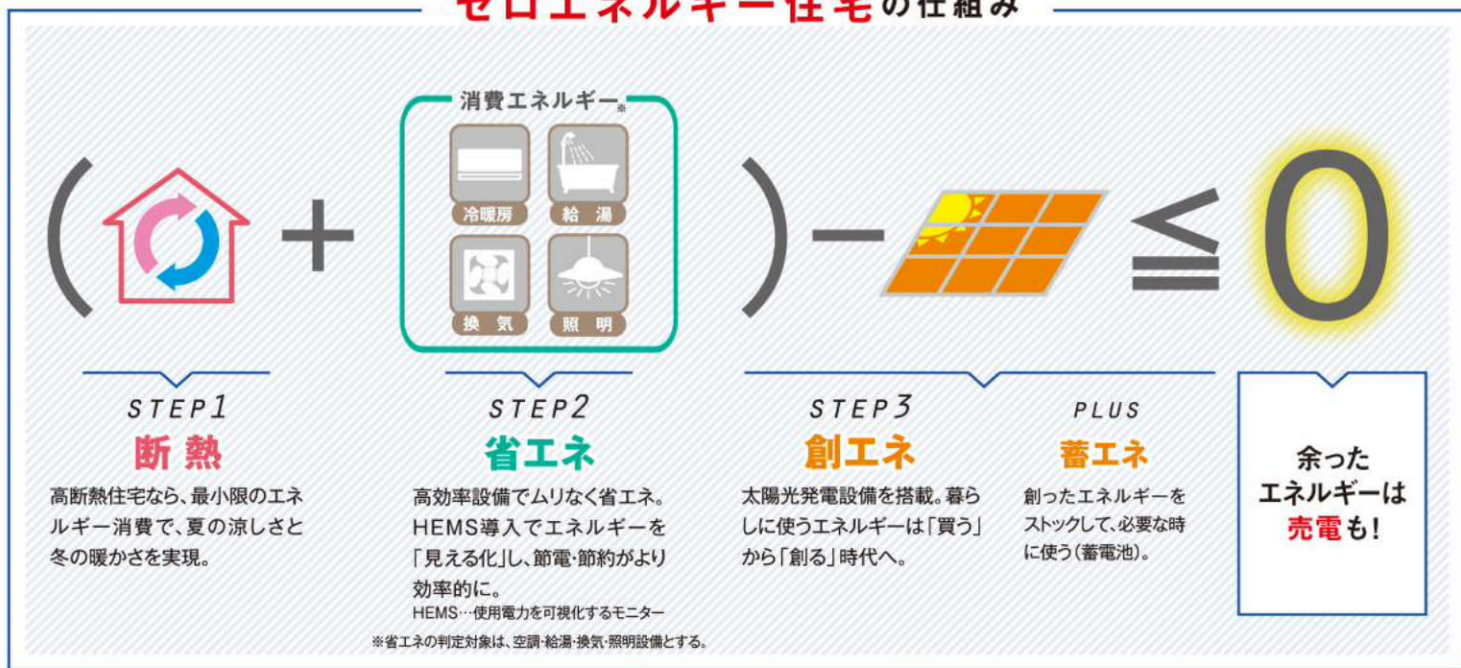 ゼロエネルギー住宅の仕組み
消費エネルギー※
冷暖房
給湯
換気
照明
( + ) − ≦ 0
STEP1
断熱
高断熱住宅なら、最小限のエネ
ルギー消費で、夏の涼しさと
冬の暖かさを実現。
STEP2
省エネ
高効率設備でムリなく省エネ。
HEMS導入でエネルギーを
「見える化」し、節電・節約がより
効率的に。
HEMS…使用電力を可視化するモニター
※省エネの判定対象は、空調・給湯・換気・照明設備とする。
STEP3
創エネ
太陽光発電設備を搭載。暮ら
しに使うエネルギーは「買う」
から「創る」時代へ。
PLUS
蓄エネ
創ったエネルギーを
ストックして、必要な時
に使う(蓄電池)。
余った
エネルギーは
売電も!